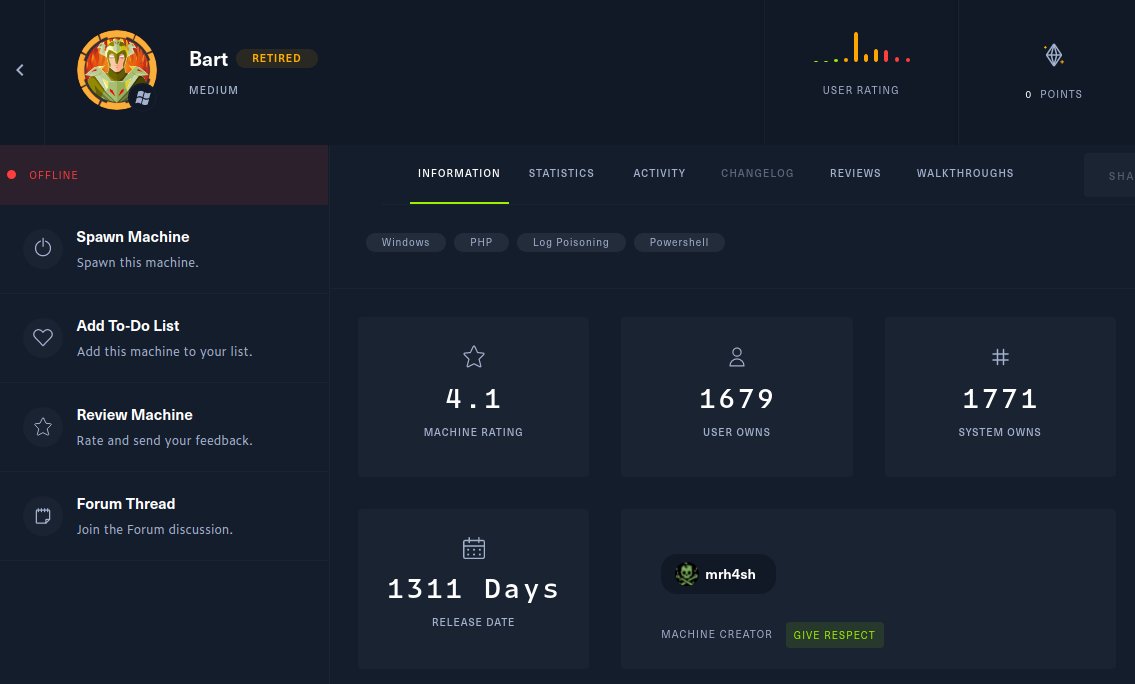 Bart RETIRED
MEDIUM
USER RATING
0 POINTS
OFFLINE
INFORMATION STATISTICS ACTIVITY CHANGELOG REVIEWS WALKTHROUGHS SHA
Windows PHP Log Poisoning Powershell
Spawn Machine
Spawn this machine.
Add To-Do List
Add this machine to your list.
Review Machine
Rate and send your feedback.
Forum Thread
Join the Forum discussion.
4.1
MACHINE RATING
1679
USER OWNS
1771
SYSTEM OWNS
1311 Days
RELEASE DATE
mrh4sh
MACHINE CREATOR GIVE RESPECT